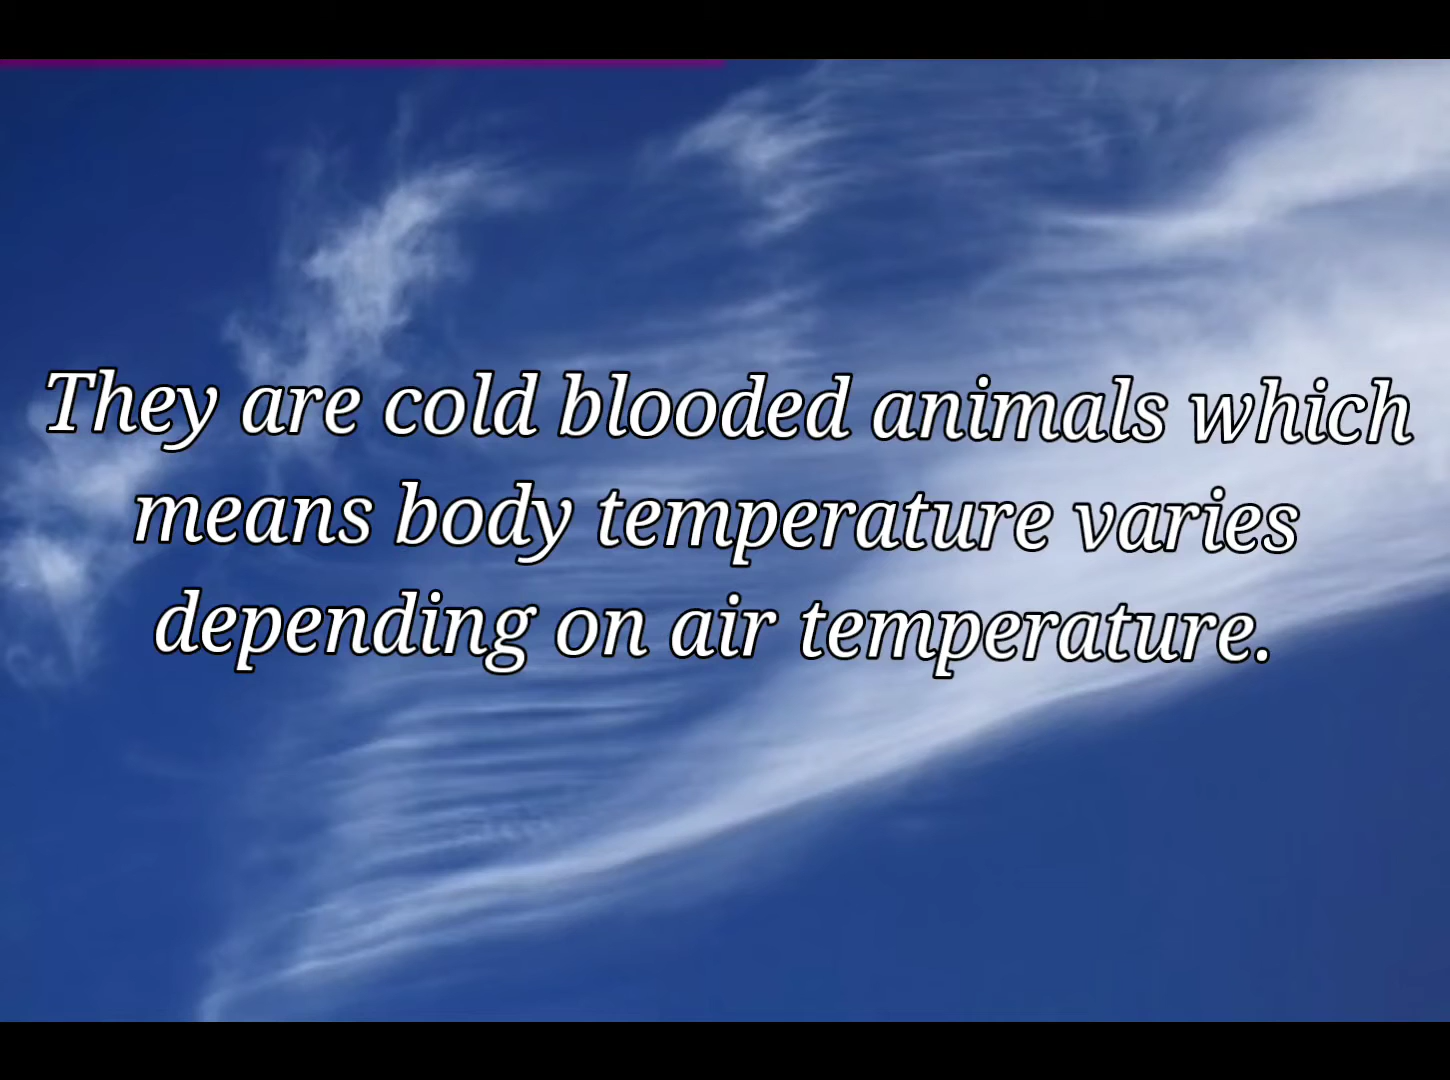 They are cold blooded animals which
means body temperature varies
depending on air temperature.